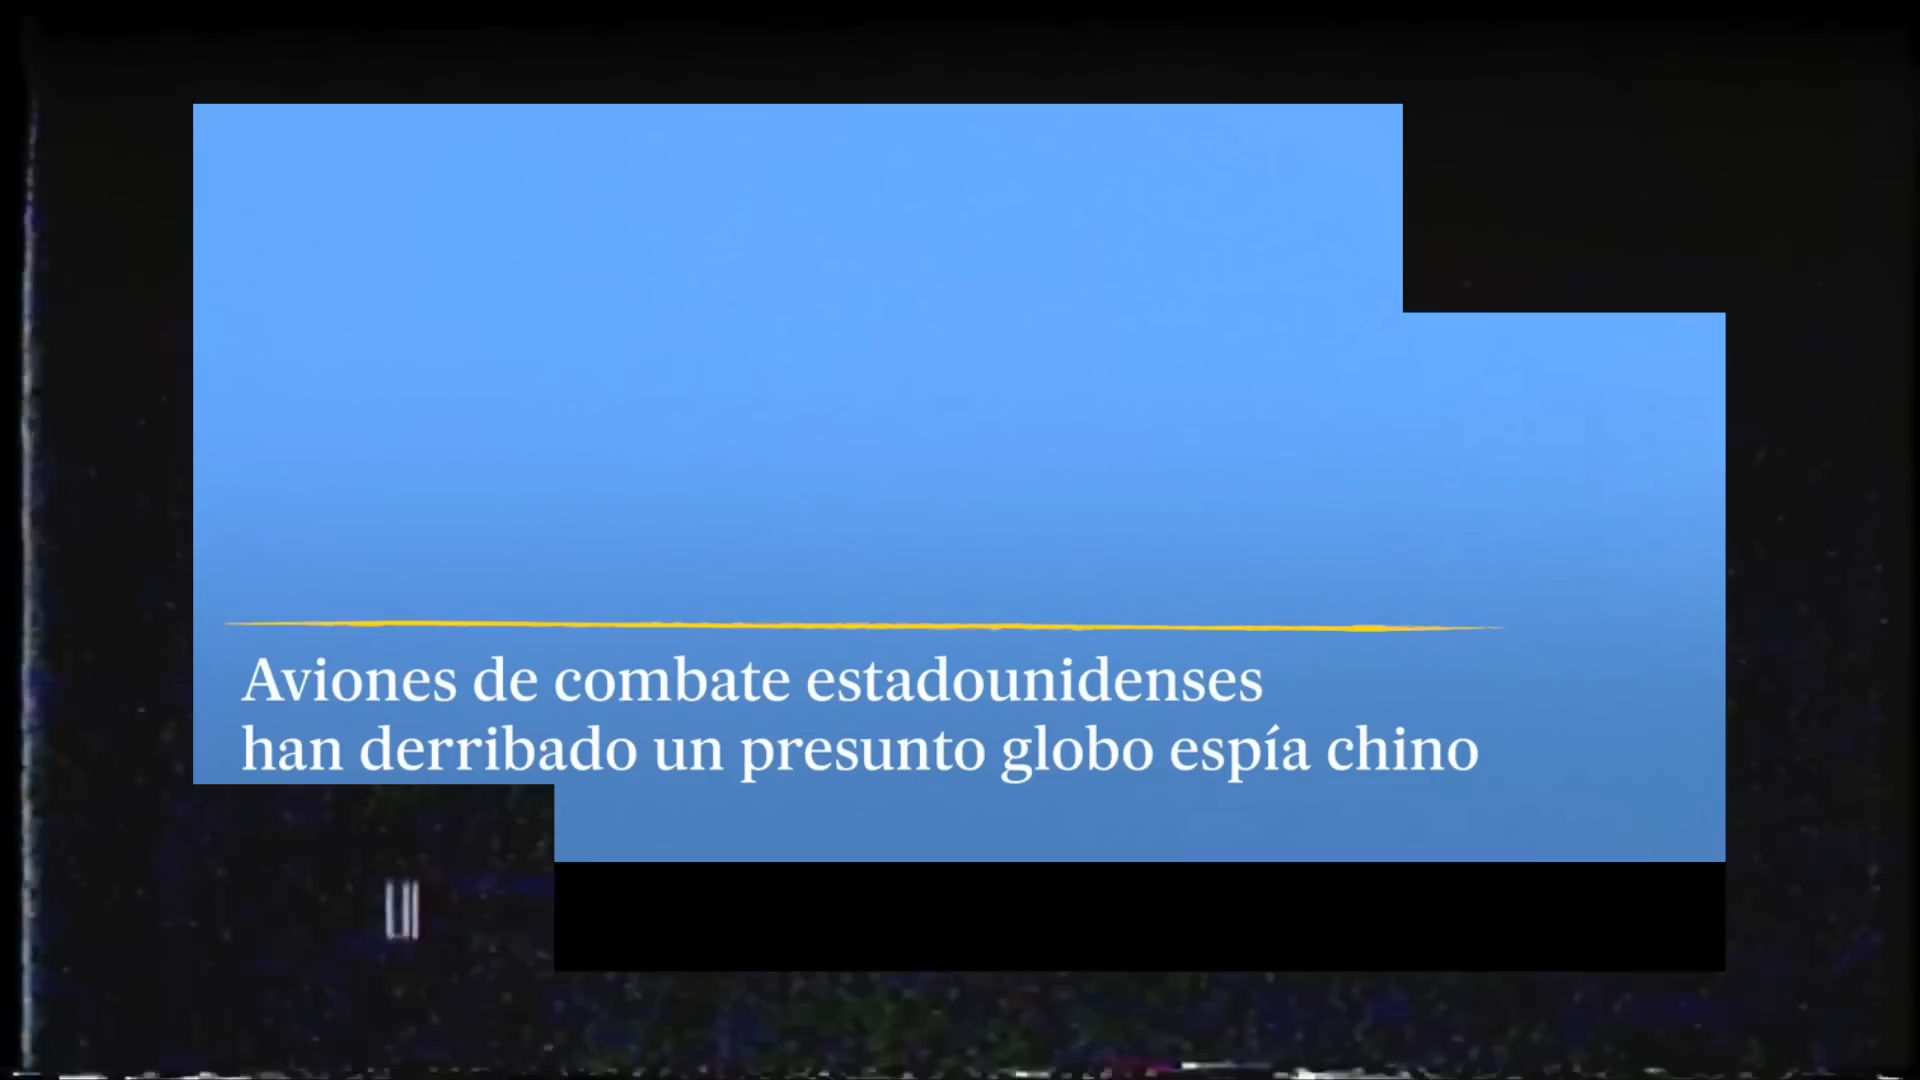 Aviones de combate estadounidenses
han derribado un presunto globo espía chino